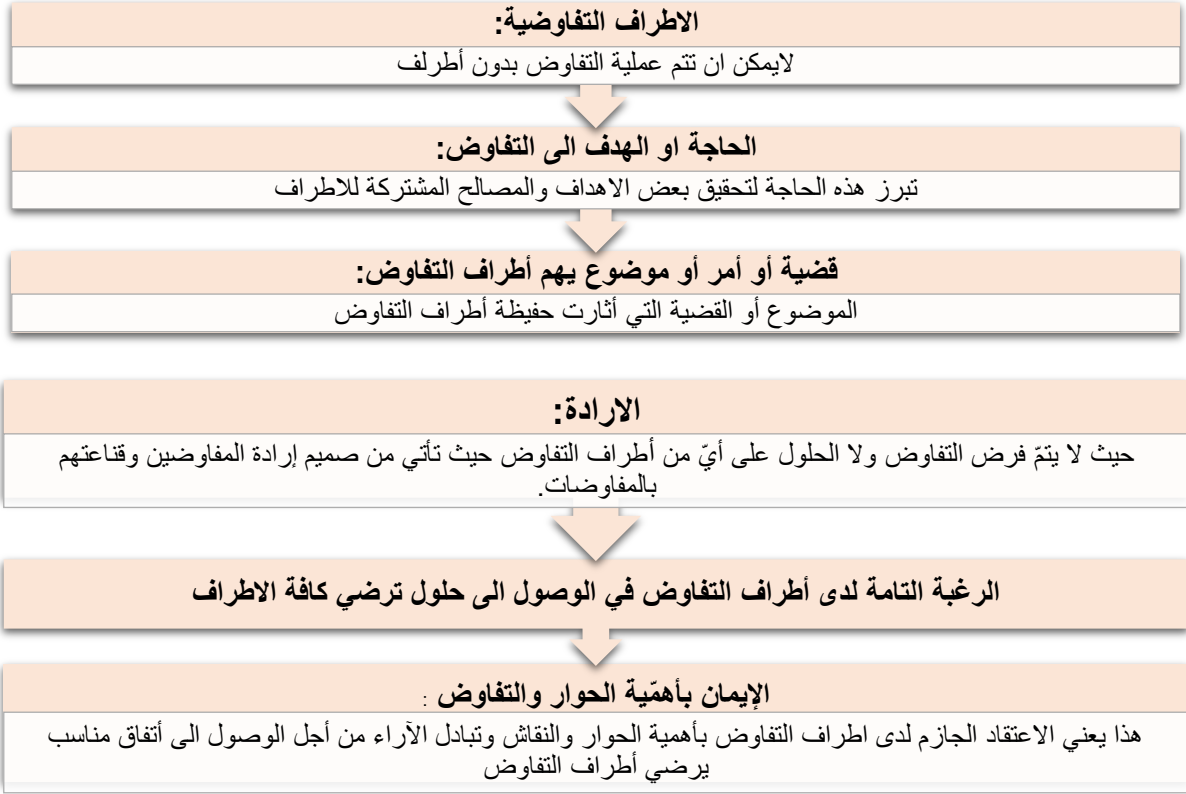 الاطراف التفاوضية:
لايمكن ان تتم عملية التفاوض بدون أطرلف
الحاجة او الهدف الى التفاوض:
تبرز هذه الحاجة لتحقيق بعض الاهداف والمصالح المشتركة للاطراف
قضية أو أمر أو موضوع يهم أطراف التفاوض:
الموضوع أو القضية التي أثارت حفيظة أطراف التفاوض
الارادة:
حيث لا يتمّ فرض التفاوض ولا الحلول على أيّ من أطراف التفاوض حيث تأتي من صميم إرادة المفاوضين وقناعتهم
بالمفاوضات.
الرغبة التامة لدى أطراف التفاوض في الوصول الى حلول ترضي كافة الاطراف
الإيمان بأهمّية الحوار والتفاوض :
هذا يعني الاعتقاد الجازم لدى اطراف التفاوض بأهمية الحوار والنقاش وتبادل الآراء من أجل الوصول الى أتفاق مناسب
يرضي أطراف التفاوض